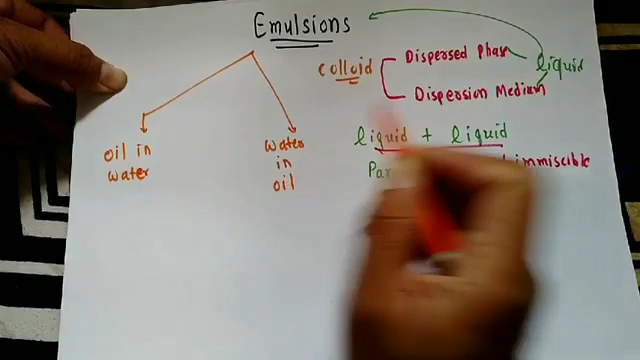 Emulsions
colloid
Dispersed Phase
liquid
Dispersion Medium
liquid + liquid
immiscible
oil in
water
water
in
oil